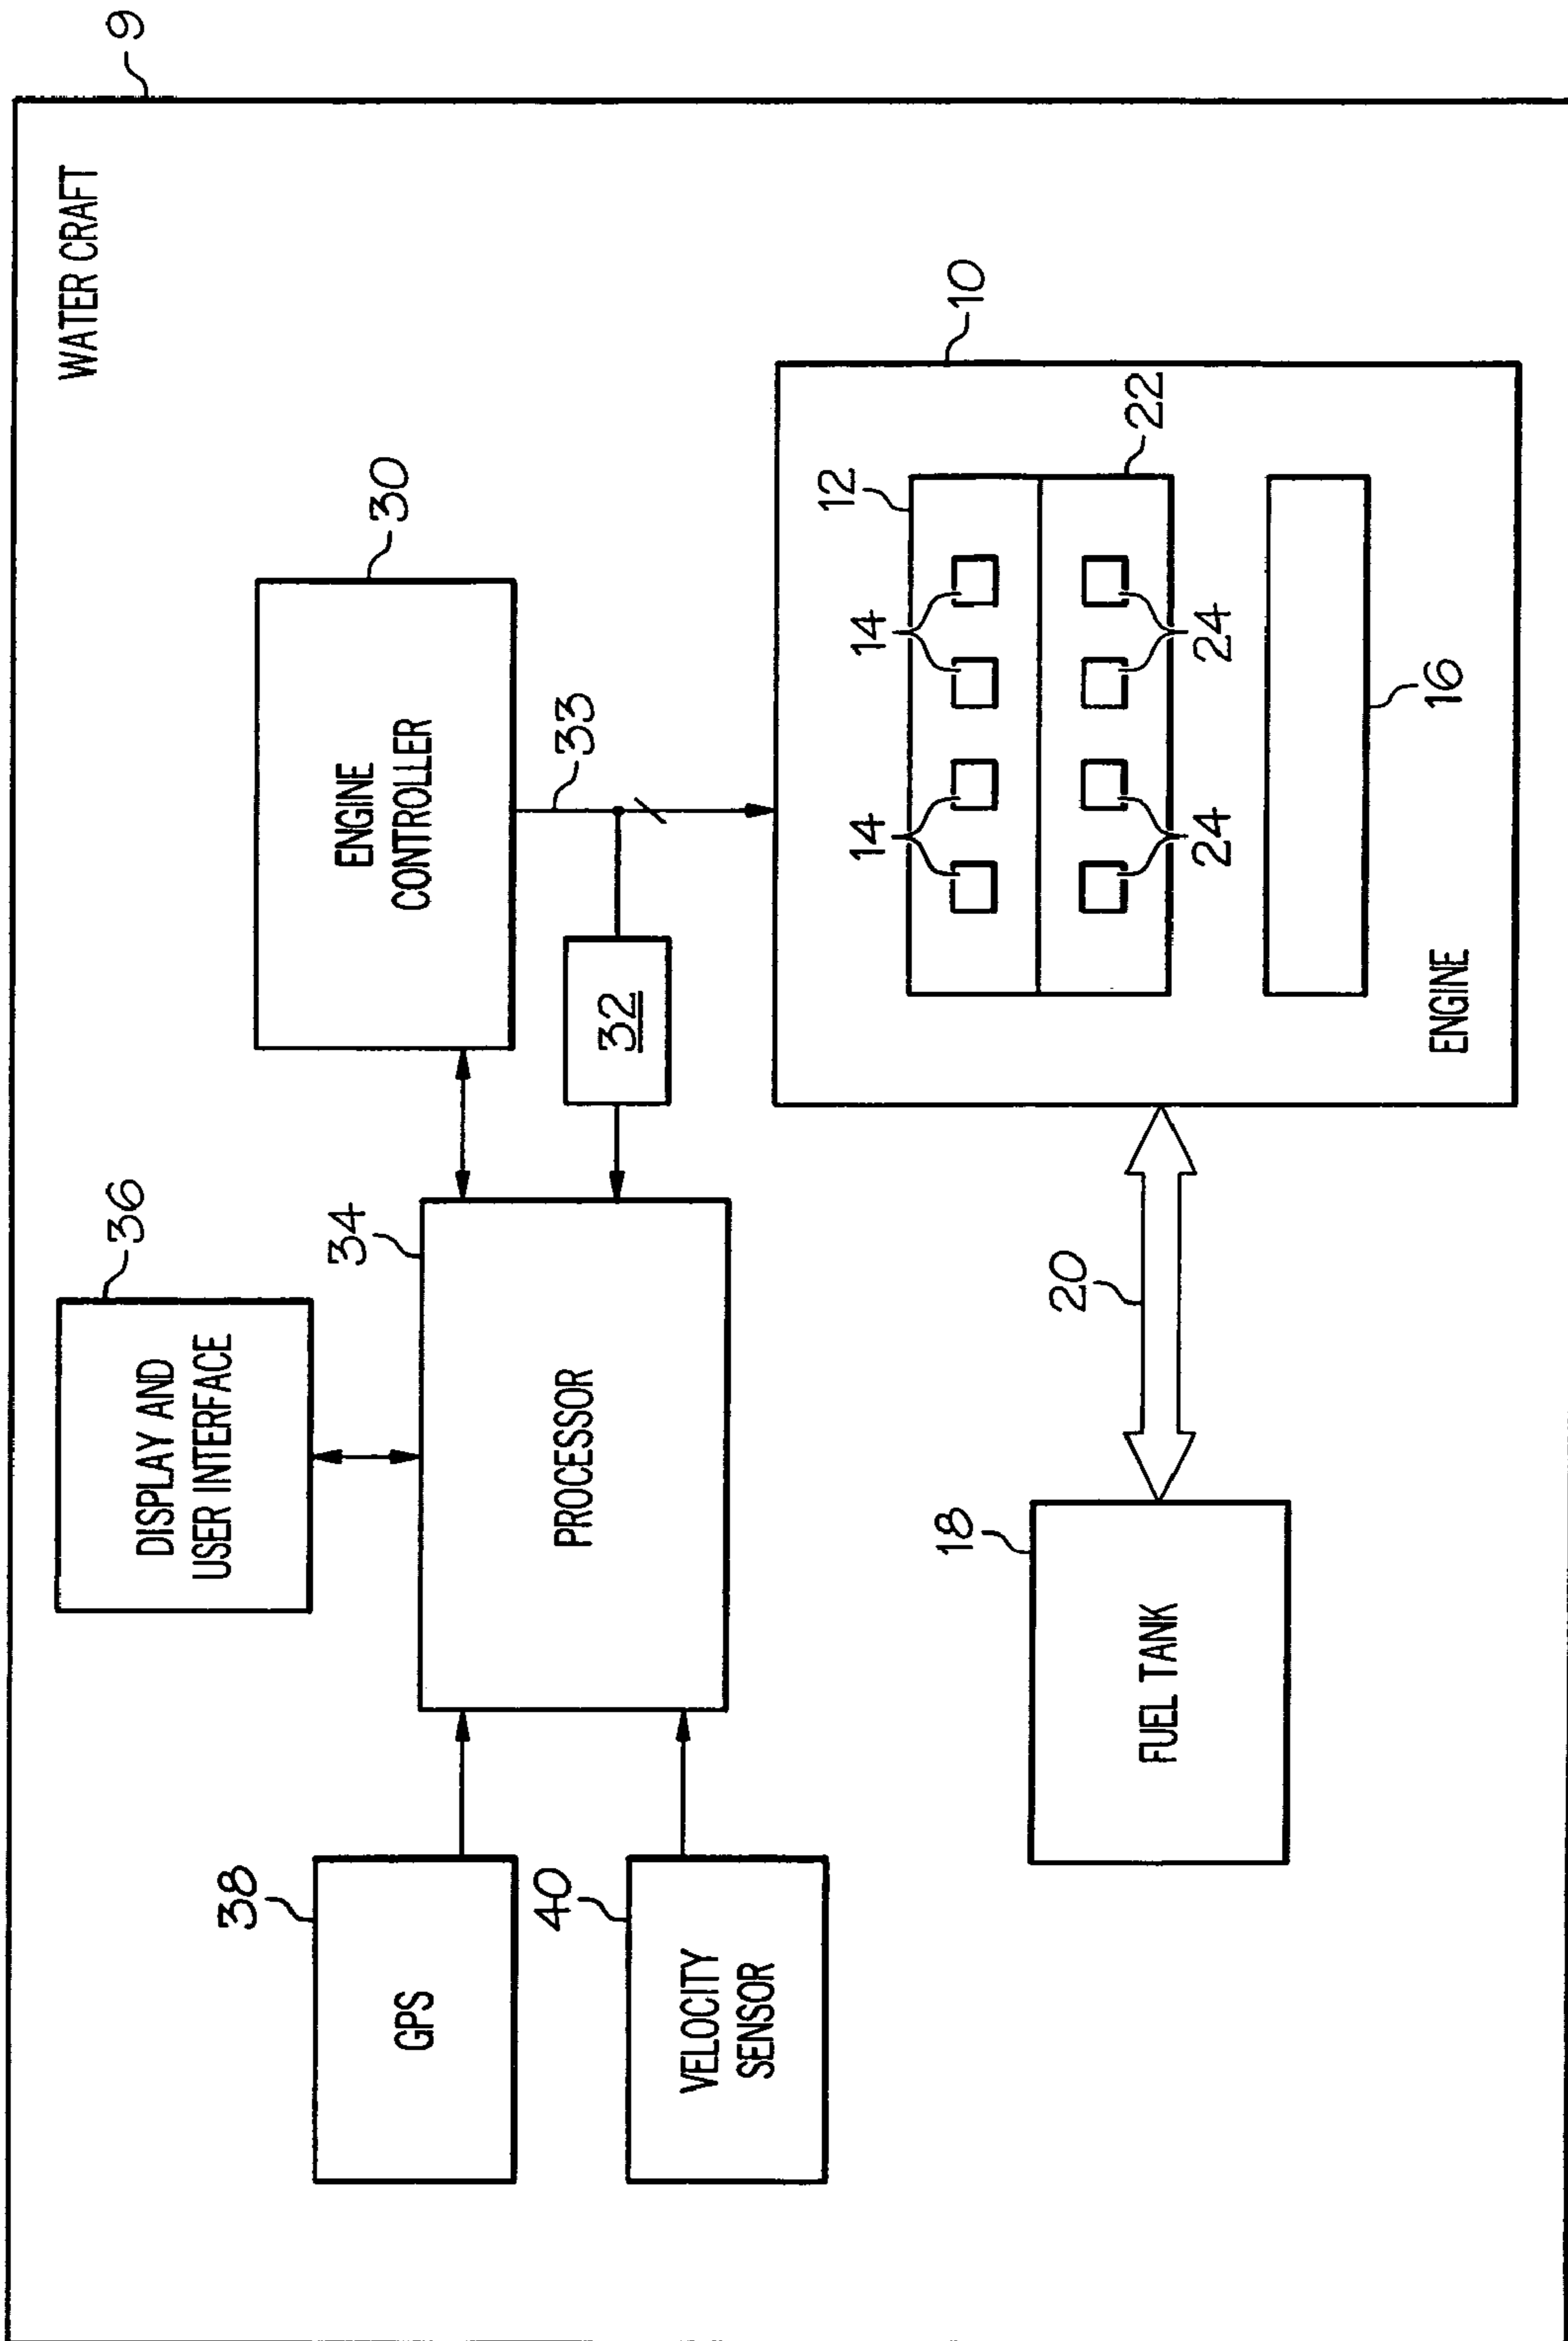 WATER CRAFT
9
DISPLAY AND
USER INTERFACE
36
ENGINE
CONTROLLER
30
GPS
38
PROCESSOR
34
32
33
VELOCITY
SENSOR
40
FUEL TANK
18
20
ENGINE
10
12
14
14
22
24
24
16